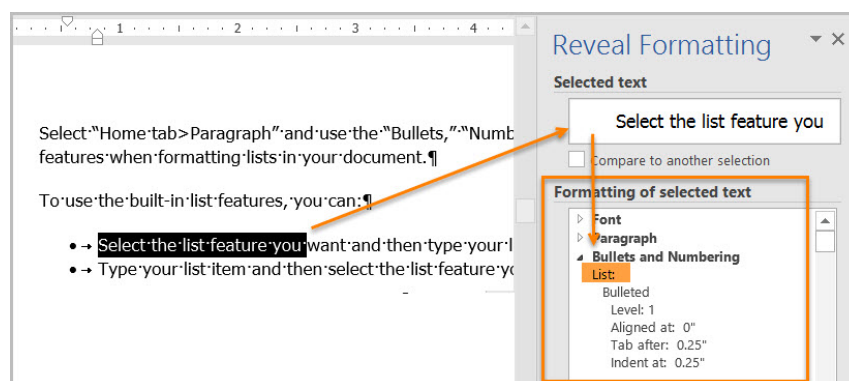 1 2 3 4
Select "Home tab>Paragraph" and use the "Bullets," "Numb
features when formatting lists in your document.¶
To use the built-in list features, you can:¶
• → Select the list feature you want and then type your l
• → Type your list item and then select the list feature yo
Reveal Formatting
Selected text
Select the list feature you
Compare to another selection
Formatting of selected text
Font
Paragraph
Bullets and Numbering
List:
Bulleted
Level: 1
Aligned at: 0"
Tab after: 0.25"
Indent at: 0.25"